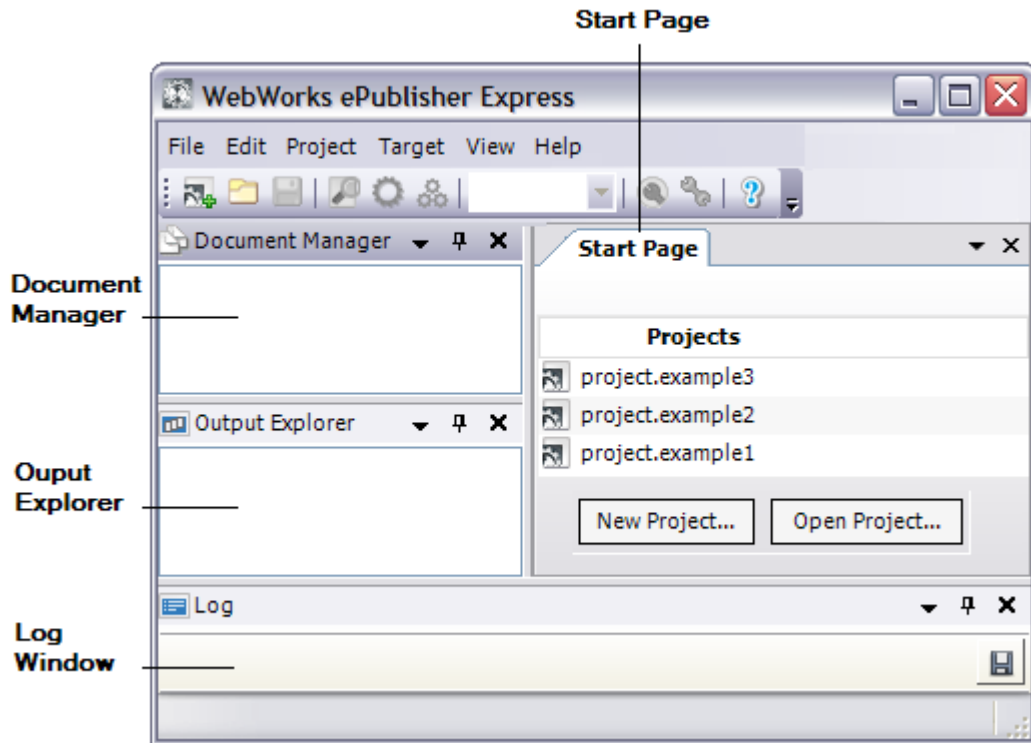 Start Page
WebWorks ePublisher Express
File Edit Project Target View Help
Document Manager
Start Page
Document
Manager
Projects
project.example3
project.example2
project.example1
Output Explorer
Ouput
Explorer
New Project... Open Project...
Log
Log
Window